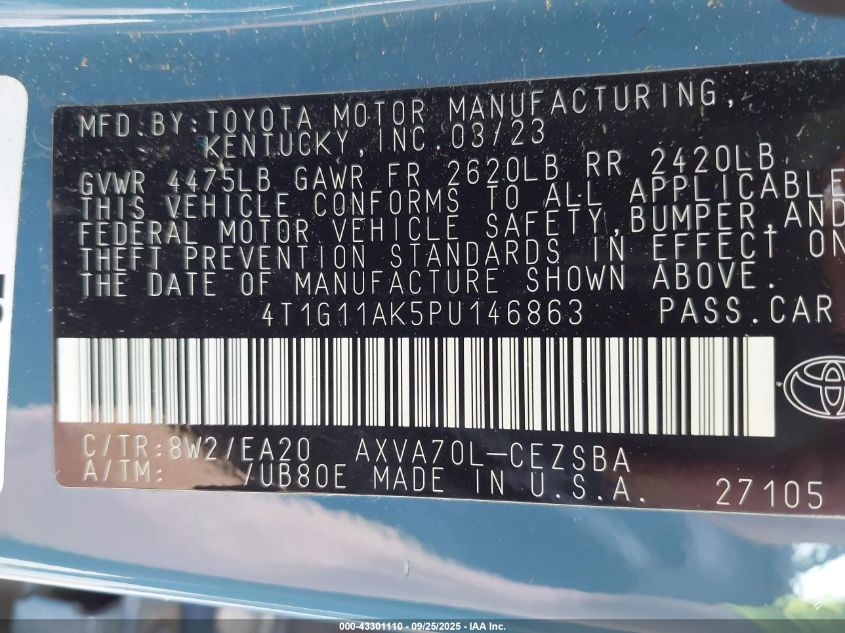 MFD.BY:TOYOTA MOTOR MANUFACTURING,
KENTUCKY,INC.03/23
GVWR 4475LB GAWR FR 2620LB RR 2420LB
THIS VEHICLE CONFORMS TO ALL APPLICABLE
FEDERAL MOTOR VEHICLE SAFETY,BUMPER,AND
THEFT PREVENTION STANDARDS IN EFFECT ON
THE DATE OF MANUFACTURE SHOWN ABOVE.
4T1G11AK5PU146863 PASS.CAR
C/TR:8W2/EA20 AXVA70L-CEZSBA
A/TM: /UB80E MADE IN U.S.A. 27105
000-43301110 - 09/25/2025 - IAA Inc.